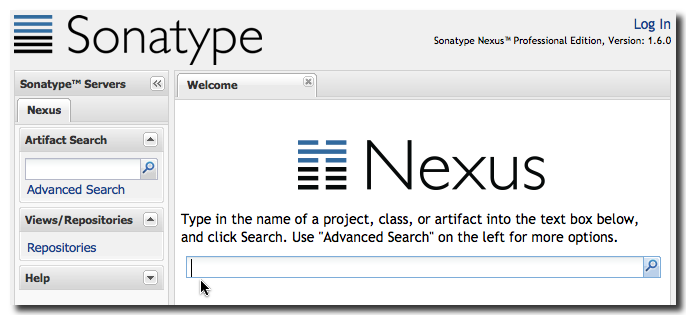 Sonatype
Log In
Sonatype Nexus™ Professional Edition, Version: 1.6.0
Sonatype™ Servers
Nexus
Artifact Search
Advanced Search
Views/Repositories
Repositories
Help
Welcome
Nexus
Type in the name of a project, class, or artifact into the text box below,
and click Search. Use "Advanced Search" on the left for more options.